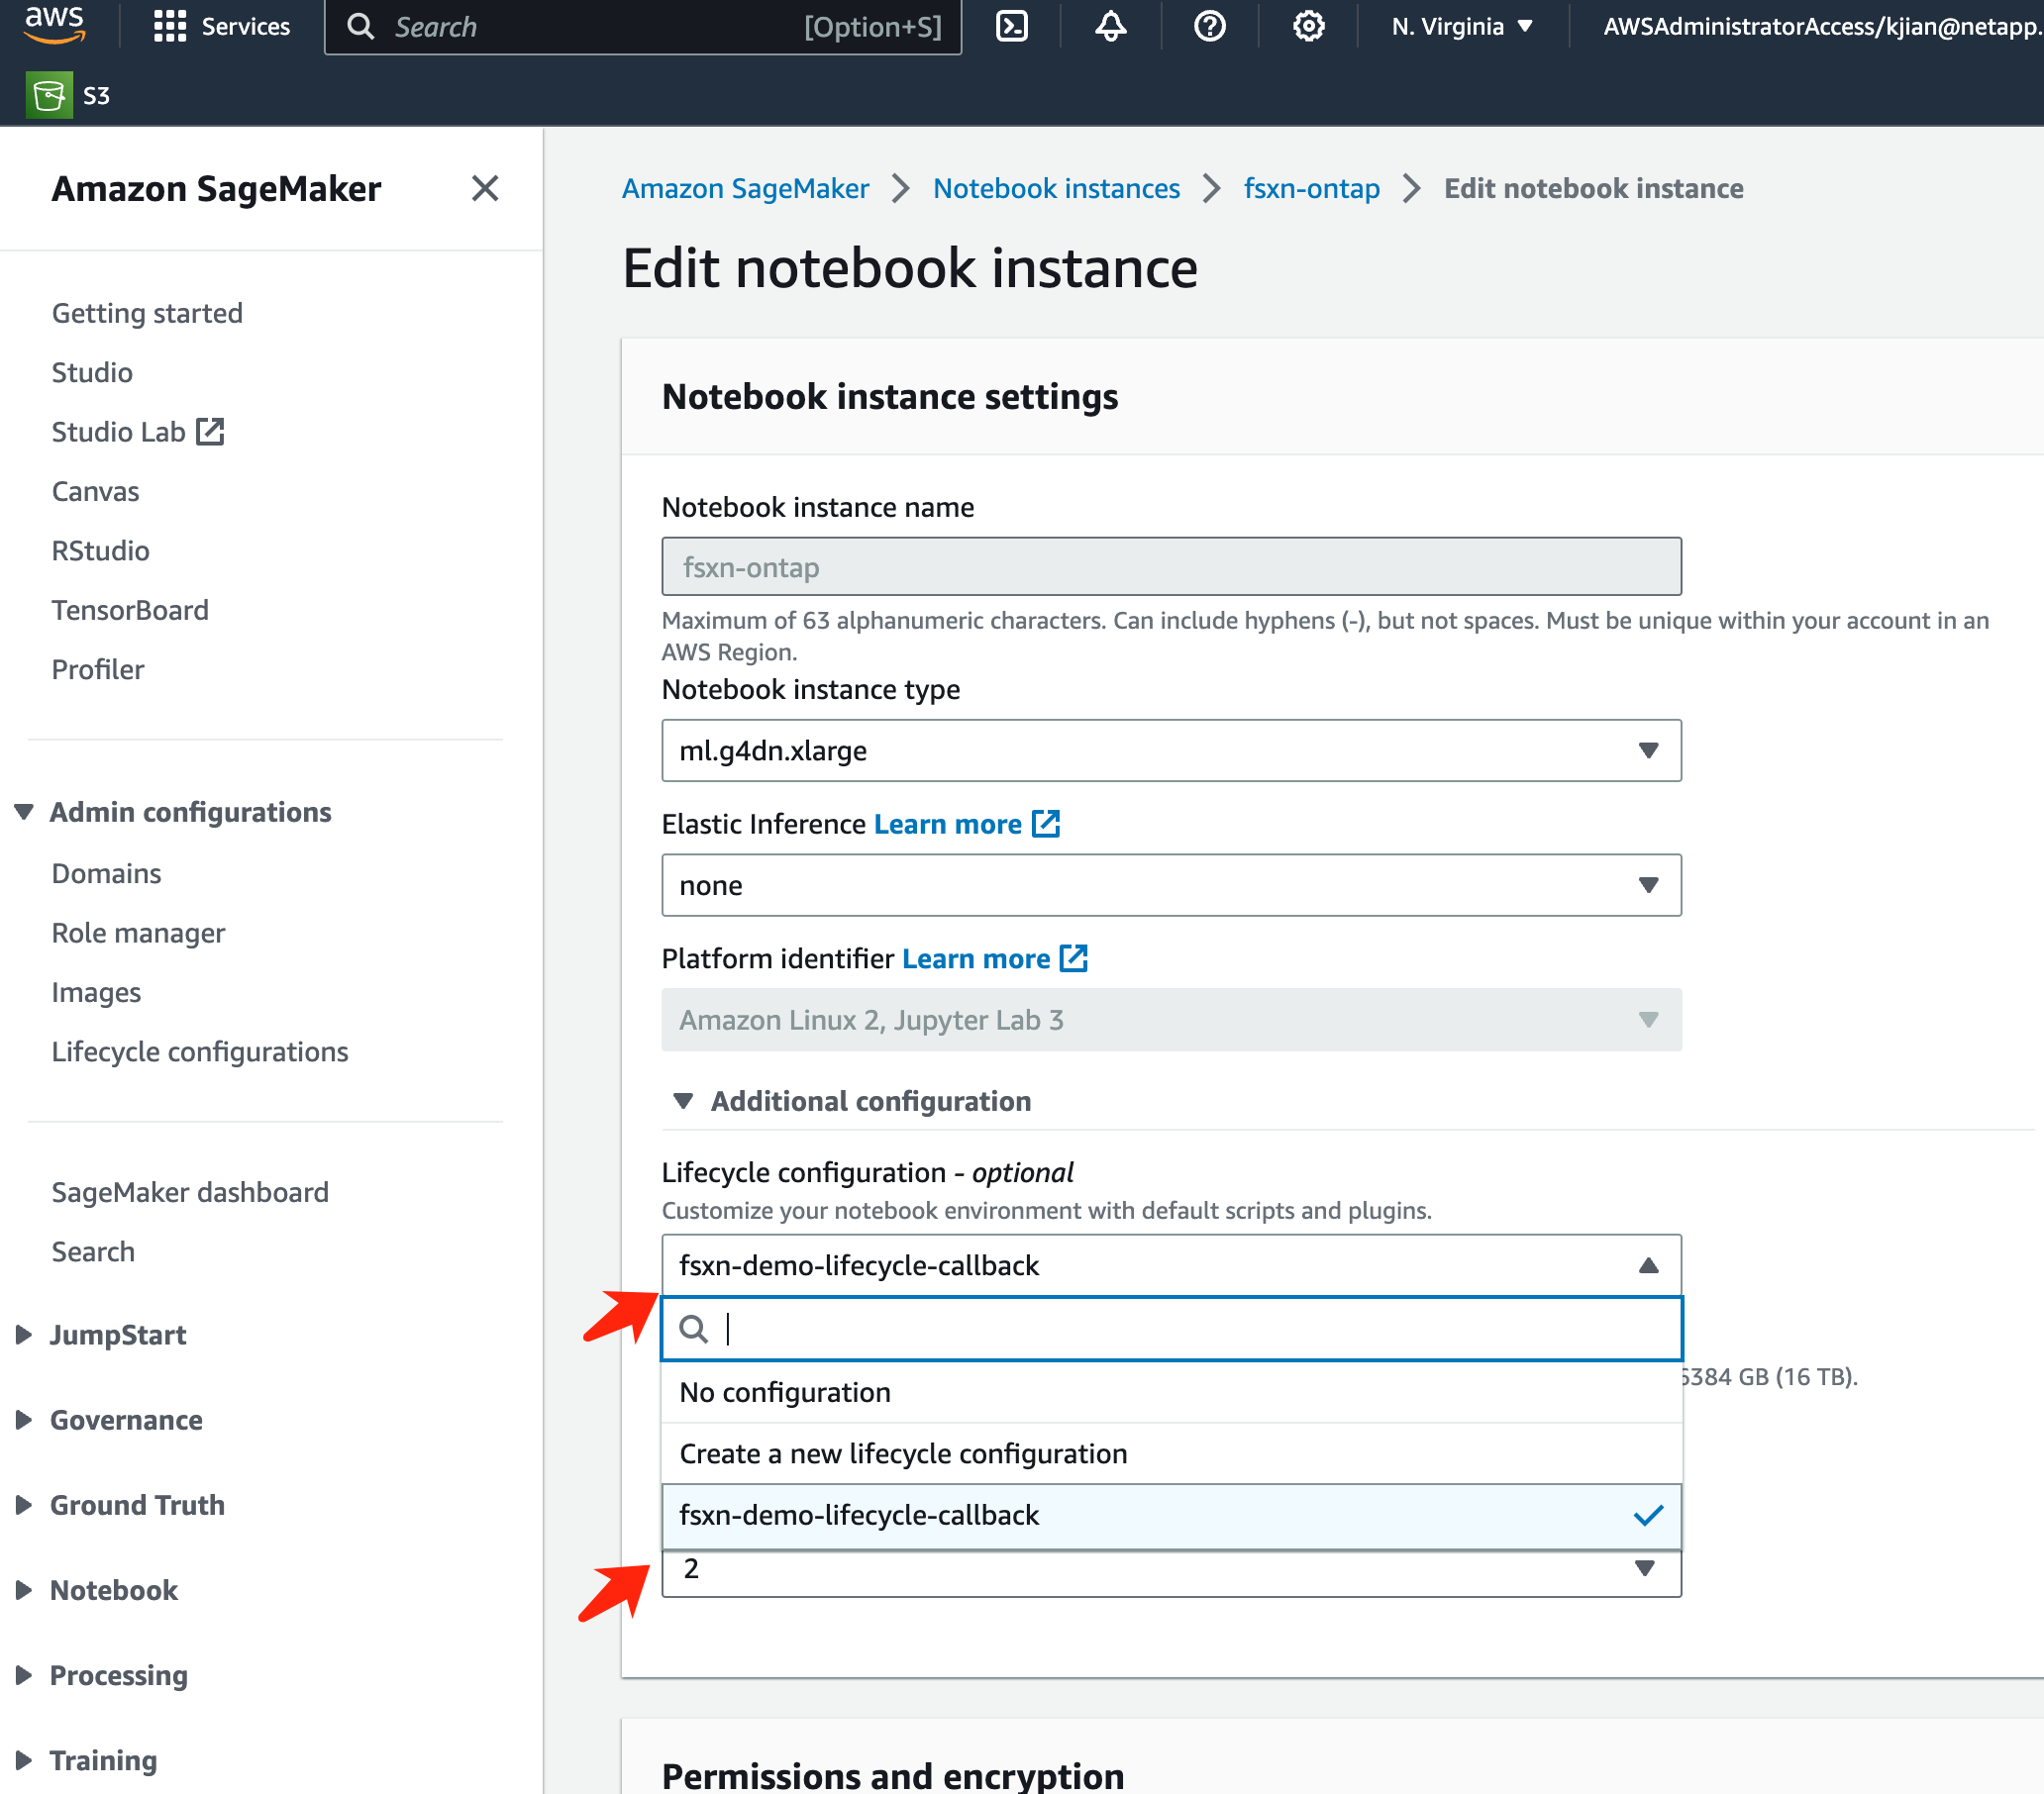 aws
Services
Search
[Option+S]
N. Virginia
AWSAdministratorAccess/kjian@netapp.
S3
Amazon SageMaker
Getting started
Studio
Studio Lab
Canvas
RStudio
TensorBoard
Profiler
Admin configurations
Domains
Role manager
Images
Lifecycle configurations
SageMaker dashboard
Search
JumpStart
Governance
Ground Truth
Notebook
Processing
Training
Amazon SageMaker
Notebook instances
fsxn-ontap
Edit notebook instance
Edit notebook instance
Notebook instance settings
Notebook instance name
fsxn-ontap
Maximum of 63 alphanumeric characters. Can include hyphens (-), but not spaces. Must be unique within your account in an
AWS Region.
Notebook instance type
ml.g4dn.xlarge
Elastic Inference Learn more
none
Platform identifier Learn more
Amazon Linux 2, Jupyter Lab 3
Additional configuration
Lifecycle configuration - optional
Customize your notebook environment with default scripts and plugins.
fsxn-demo-lifecycle-callback
No configuration
384 GB (16 TB).
Create a new lifecycle configuration
fsxn-demo-lifecycle-callback
2
Permissions and encryption